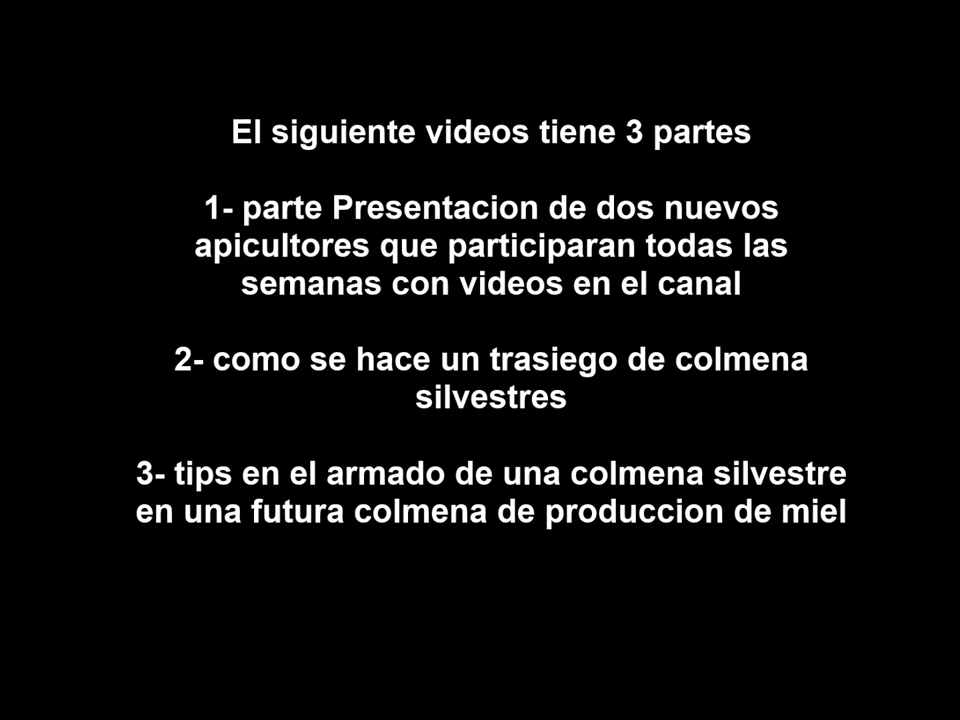 El siguiente videos tiene 3 partes
1- parte Presentacion de dos nuevos
apicultores que participaran todas las
semanas con videos en el canal
2- como se hace un trasiego de colmena
silvestres
3- tips en el armado de una colmena silvestre
en una futura colmena de produccion de miel